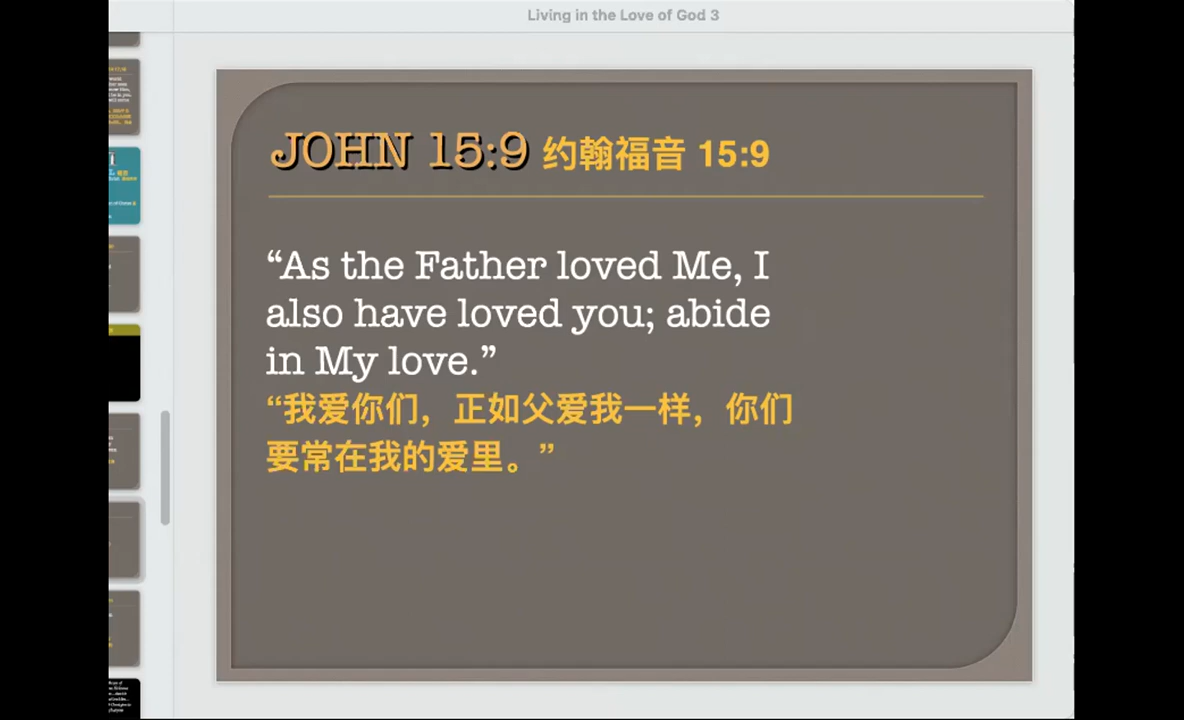 Living in the Love of God 3
JOHN 15:9 约翰福音 15:9
“As the Father loved Me, I
also have loved you; abide
in My love.”
“我爱你们，正如父爱我一样，你们
要常在我的爱里。”